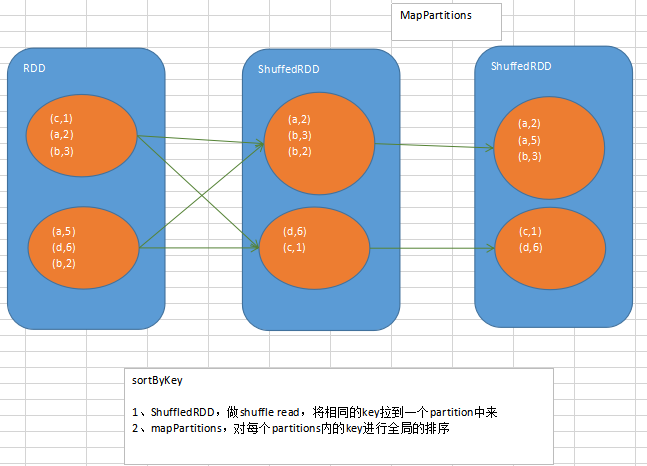 MapPartitions
RDD
(c,1)
(a,2)
(b,3)
(a,5)
(d,6)
(b,2)
ShuffedRDD
(a,2)
(b,3)
(b,2)
(d,6)
(c,1)
ShuffedRDD
(a,2)
(a,5)
(b,3)
(c,1)
(d,6)
sortByKey
1、ShuffledRDD，做shuffle read，将相同的key拉到一个partition中来
2、mapPartitions，对每个partitions内的key进行全局的排序